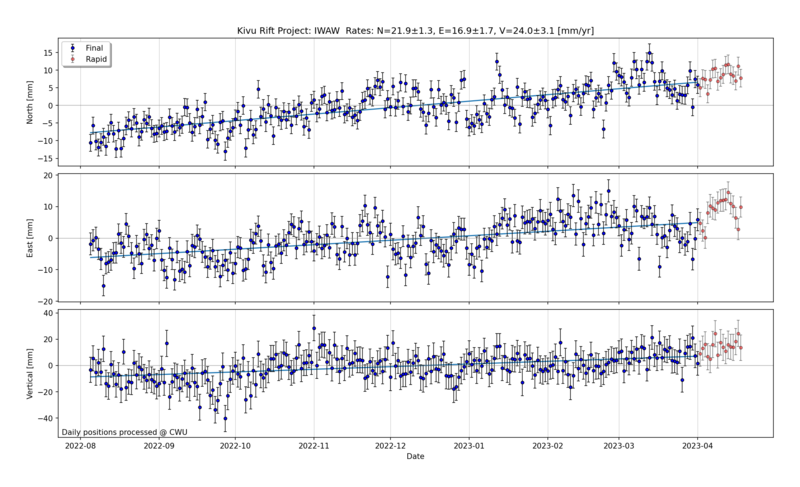 Kivu Rift Project: IWAW Rates: N=21.9±1.3, E=16.9±1.7, V=24.0±3.1 [mm/yr]
Final
Rapid
North [mm]
15
10
5
0
−5
−10
−15
East [mm]
20
10
0
−10
−20
Vertical [mm]
40
20
0
−20
−40
Daily positions processed @ CWU
2022-08 2022-09 2022-10 2022-11 2022-12 2023-01 2023-02 2023-03 2023-04
Date